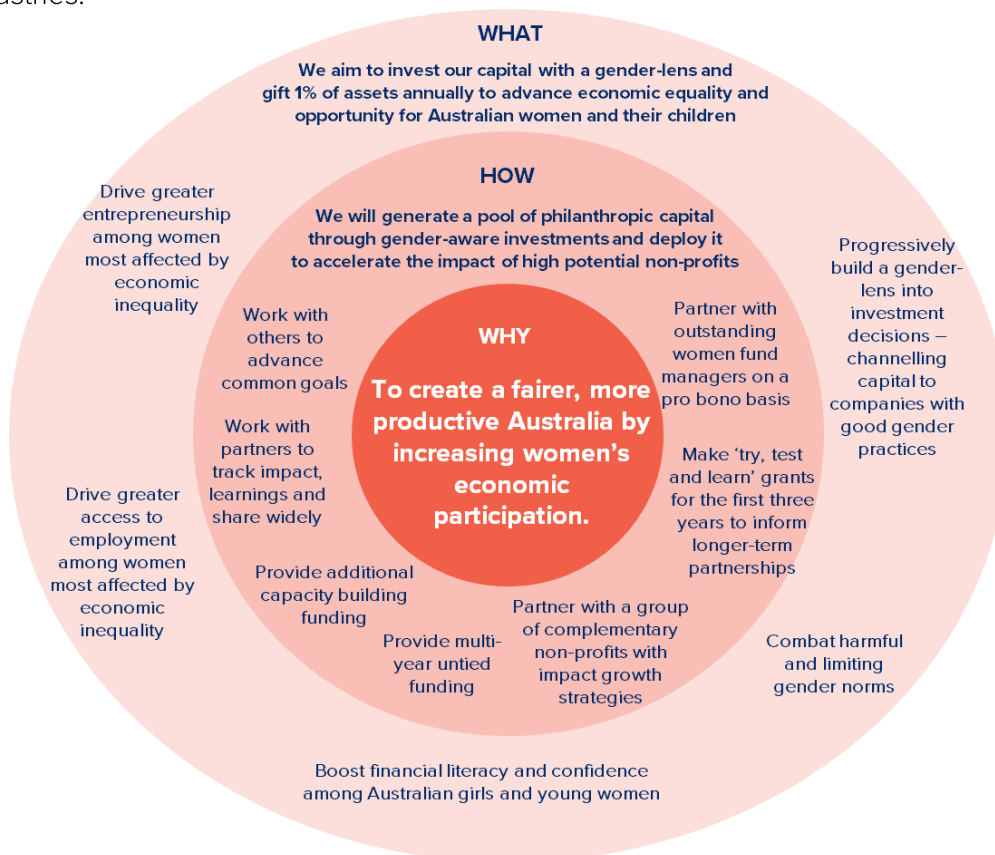 WHAT
We aim to invest our capital with a gender-lens and
gift 1% of assets annually to advance economic equality and
opportunity for Australian women and their children
HOW
We will generate a pool of philanthropic capital
through gender-aware investments and deploy it
to accelerate the impact of high potential non-profits
WHY
To create a fairer, more
productive Australia by
increasing women's
economic
participation.
Drive greater
entrepreneurship
among women
most affected by
economic
inequality
Drive greater
access to
employment
among women
most affected by
economic
inequality
Work with
others to
advance
common goals
Work with
partners to
track impact,
learnings and
share widely
Provide additional
capacity building
funding
Provide multi-
year untied
funding
Partner with a group
of complementary
non-profits with
impact growth
strategies
Partner with
outstanding
women fund
managers on a
pro bono basis
Make ‘try, test
and learn’ grants
for the first three
years to inform
longer-term
partnerships
Progressively
build a gender-
lens into
investment
decisions –
channelling
capital to
companies with
good gender
practices
Combat harmful
and limiting
gender norms
Boost financial literacy and confidence
among Australian girls and young women